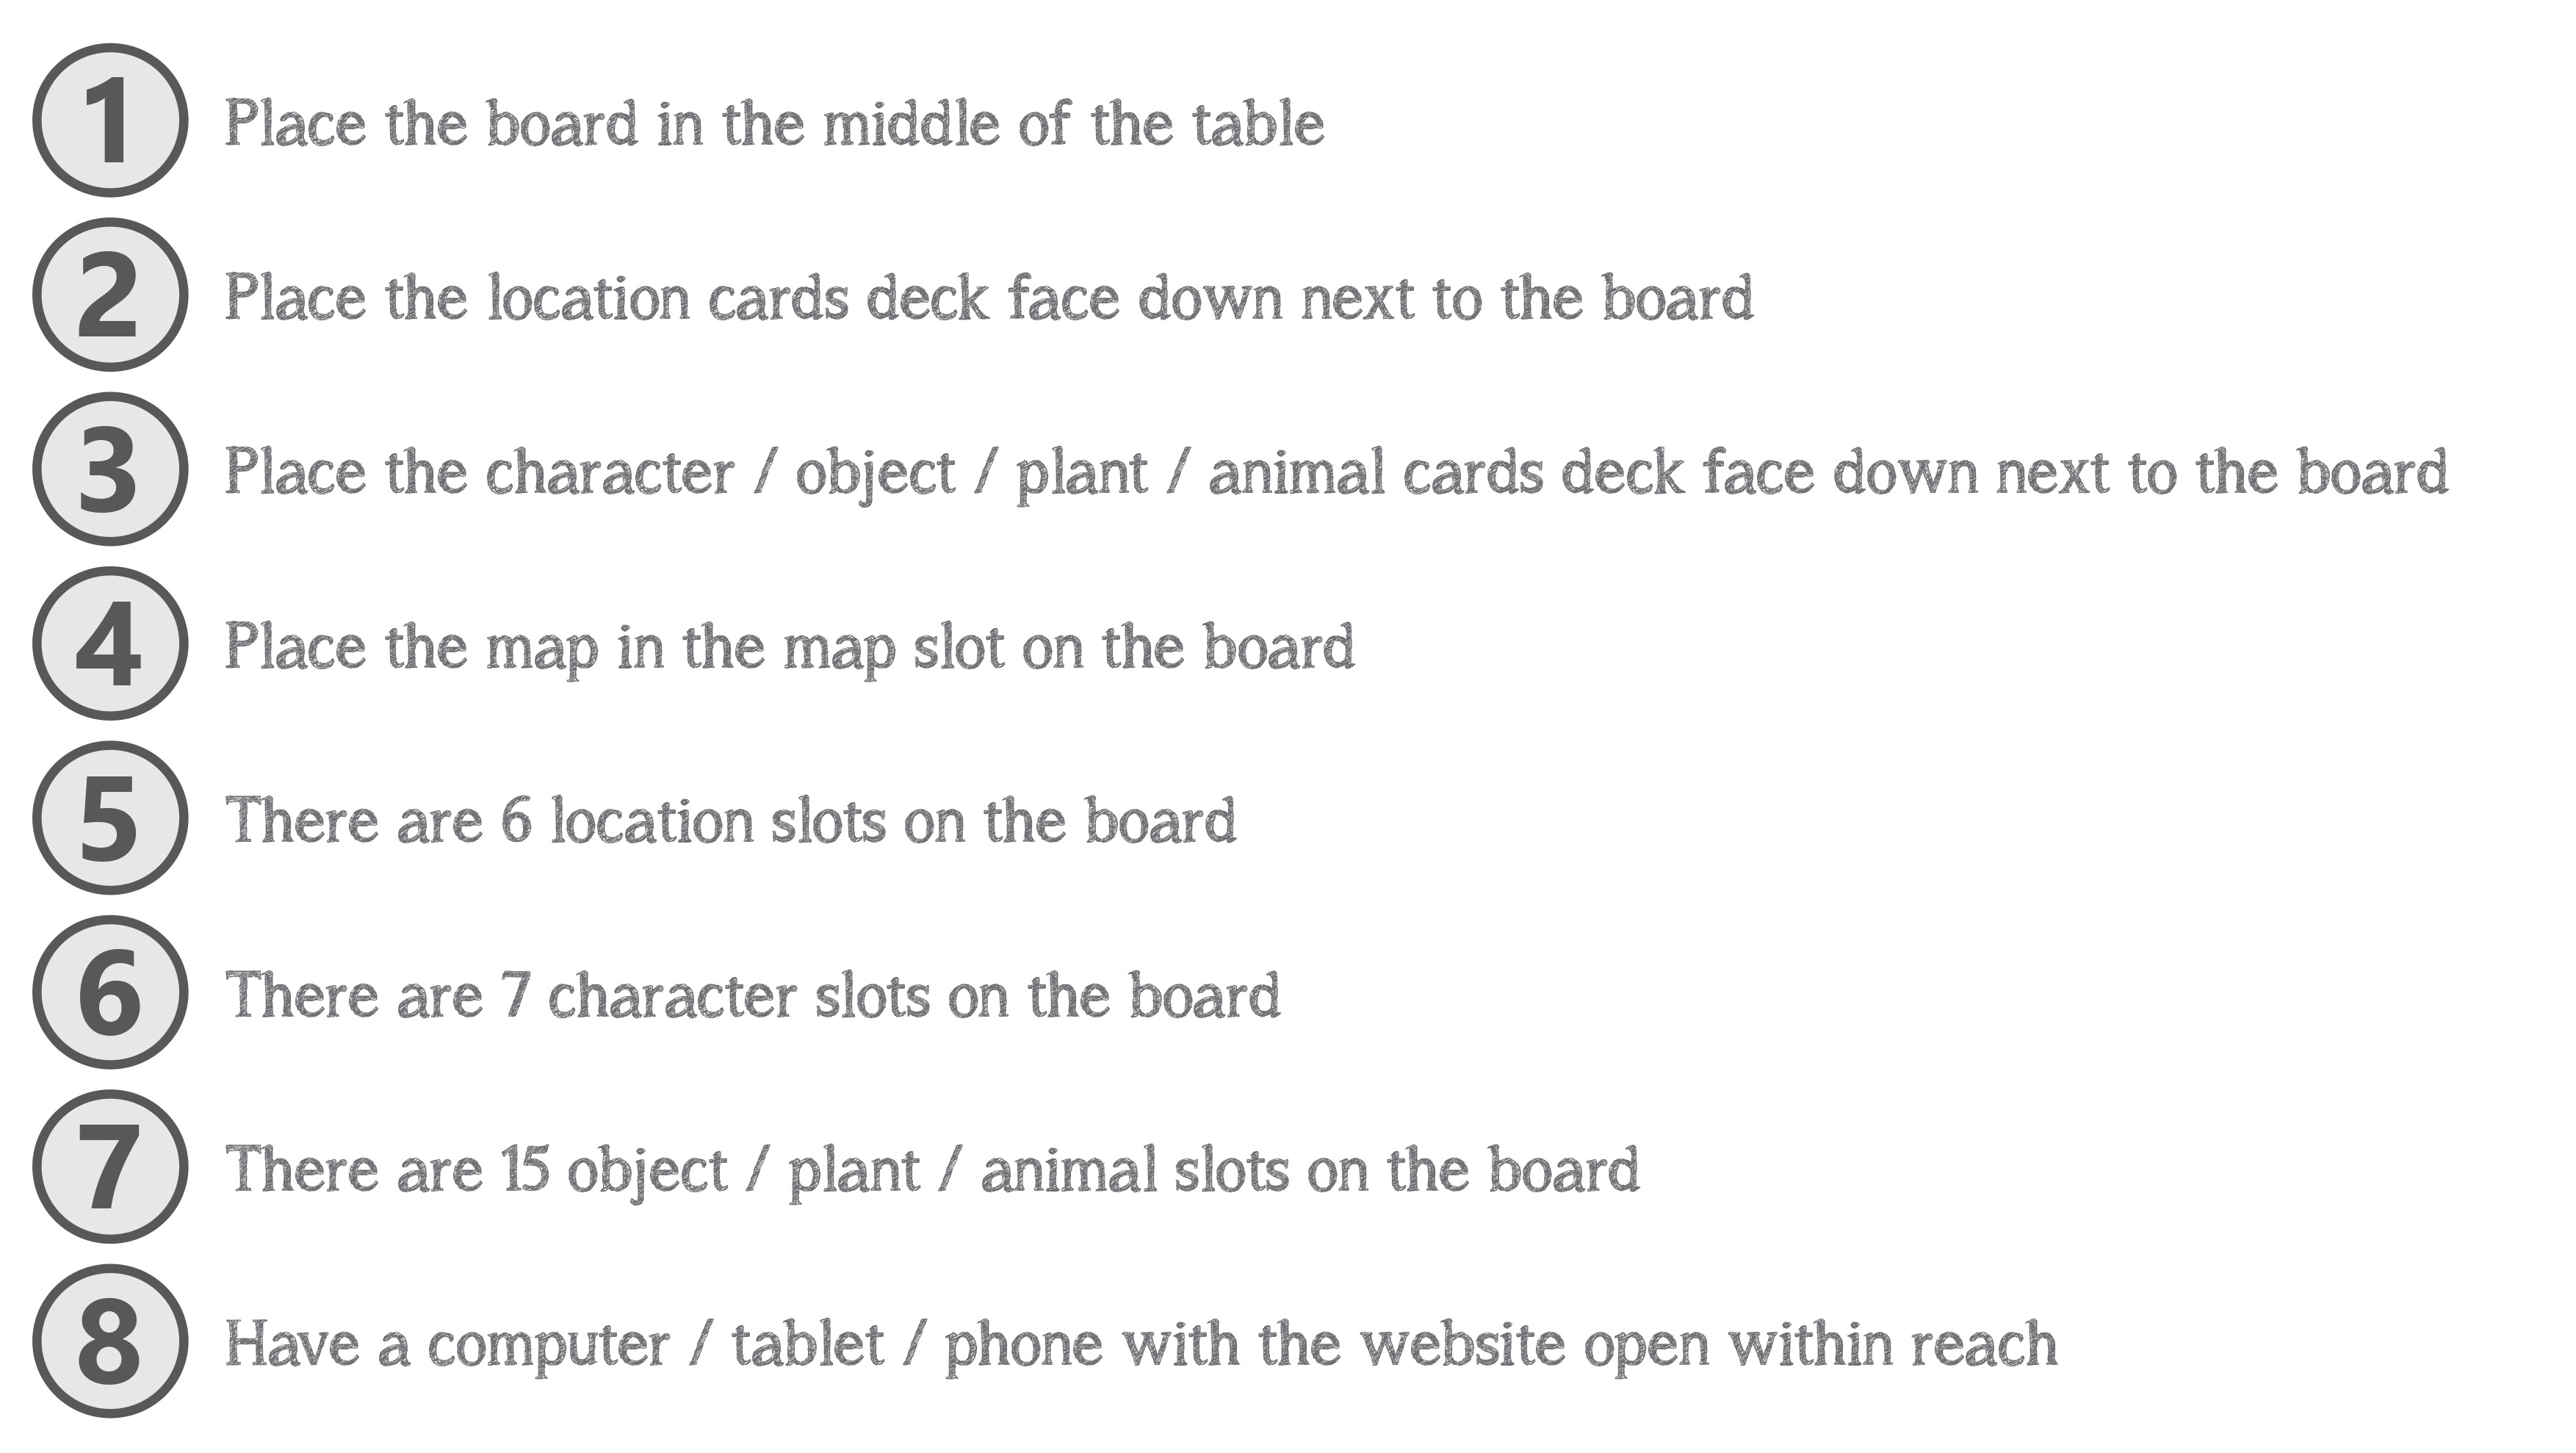 1 Place the board in the middle of the table
2 Place the location cards deck face down next to the board
3 Place the character / object / plant / animal cards deck face down next to the board
4 Place the map in the map slot on the board
5 There are 6 location slots on the board
6 There are 7 character slots on the board
7 There are 15 object / plant / animal slots on the board
8 Have a computer / tablet / phone with the website open within reach